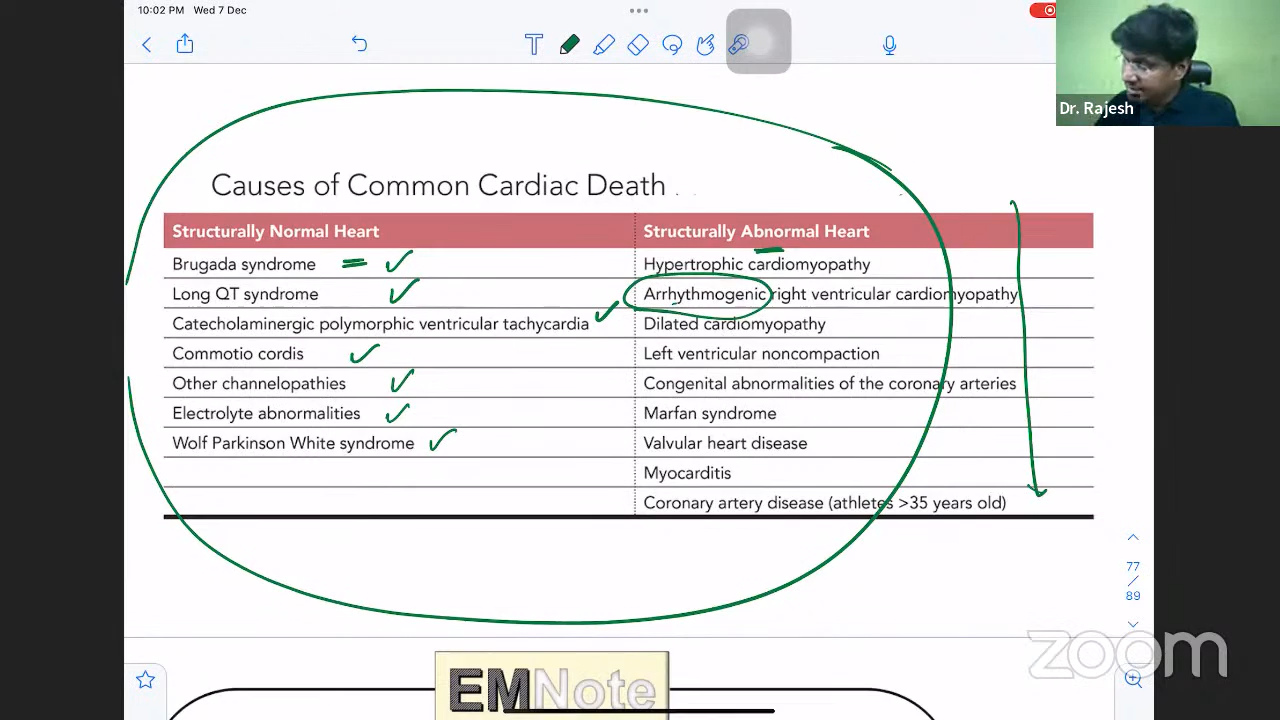 10:02 PM Wed 7 Dec
T
Dr. Rajesh
Causes of Common Cardiac Death
Structurally Normal Heart Structurally Abnormal Heart
Brugada syndrome Hypertrophic cardiomyopathy
Long QT syndrome Arrhythmogenic right ventricular cardiomyopathy
Catecholaminergic polymorphic ventricular tachycardia Dilated cardiomyopathy
Commotio cordis Left ventricular noncompaction
Other channelopathies Congenital abnormalities of the coronary arteries
Electrolyte abnormalities Marfan syndrome
Wolf Parkinson White syndrome Valvular heart disease
Myocarditis
Coronary artery disease (athletes >35 years old)
77
/
89
zoom
EMNote